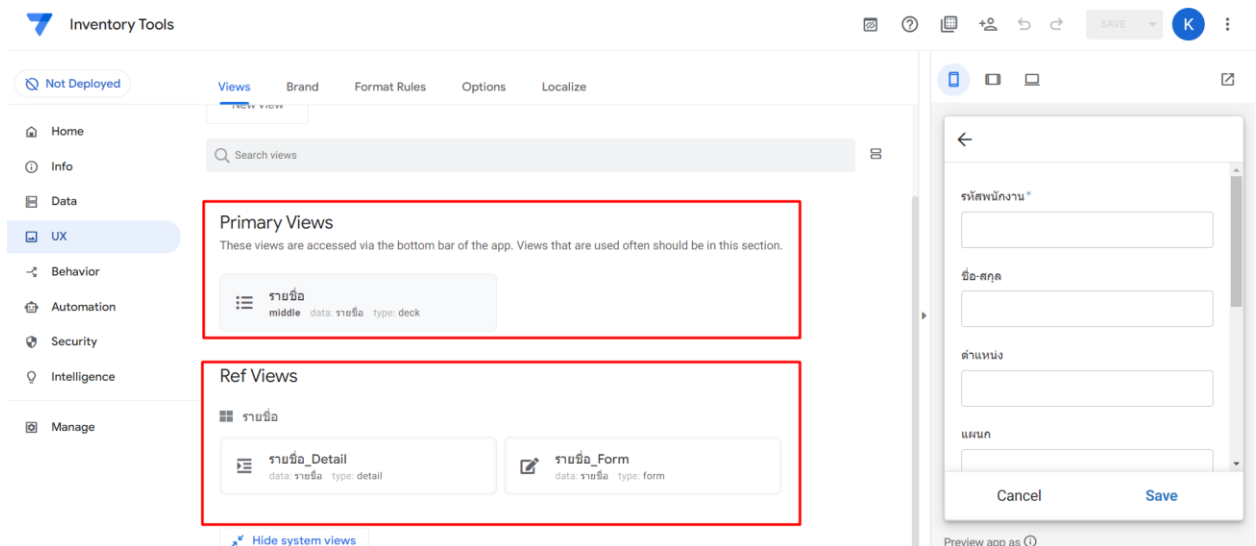 Inventory Tools
SAVE
K
Not Deployed
Views Brand Format Rules Options Localize
New View
Home
Info
Data
UX
Behavior
Automation
Security
Intelligence
Manage
Search views
Primary Views
These views are accessed via the bottom bar of the app. Views that are used often should be in this section.
รายชื่อ
middle data: รายชื่อ type: deck
Ref Views
รายชื่อ
รายชื่อ_Detail
data: รายชื่อ type: detail
รายชื่อ_Form
data: รายชื่อ type: form
Hide system views
รหัสพนักงาน*
ชื่อ-สกุล
ตำแหน่ง
แผนก
Cancel Save
Preview app as